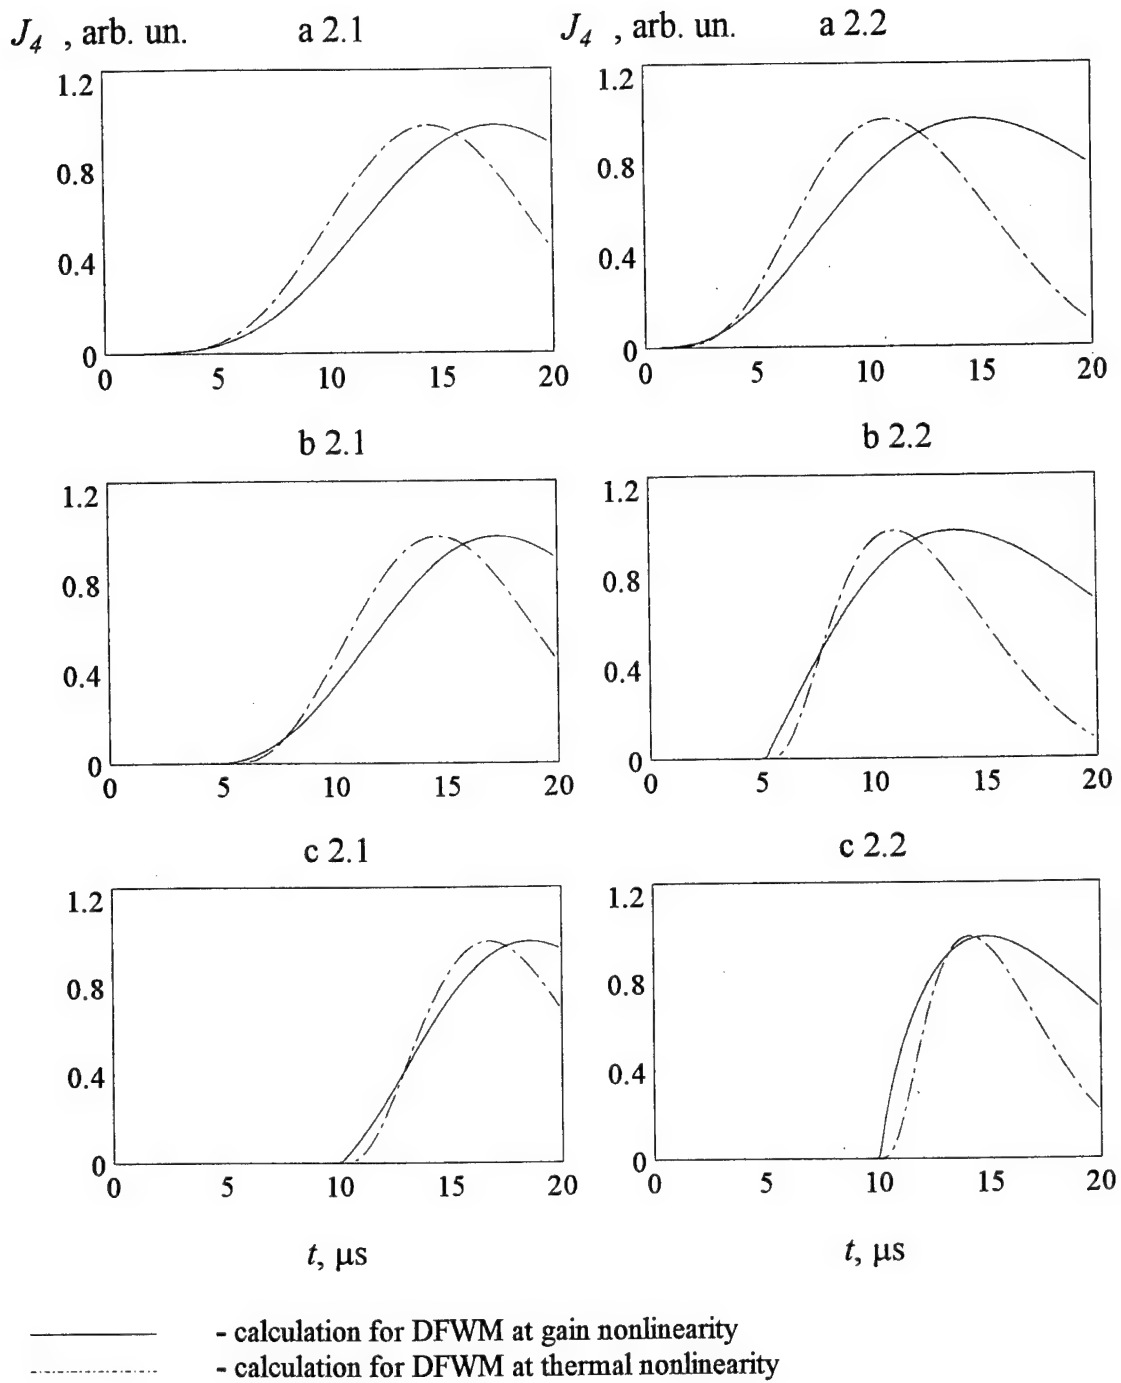 J4 , arb. un. a 2.1 J4 , arb. un. a 2.2
1.2 1.2
0.8 0.8
0.4 0.4
0 0
0 5 10 15 20 0 5 10 15 20
b 2.1 b 2.2
1.2 1.2
0.8 0.8
0.4 0.4
0 0
0 5 10 15 20 0 5 10 15 20
c 2.1 c 2.2
1.2 1.2
0.8 0.8
0.4 0.4
0 0
0 5 10 15 20 0 5 10 15 20
t, μs t, μs
- calculation for DFWM at gain nonlinearity
- calculation for DFWM at thermal nonlinearity